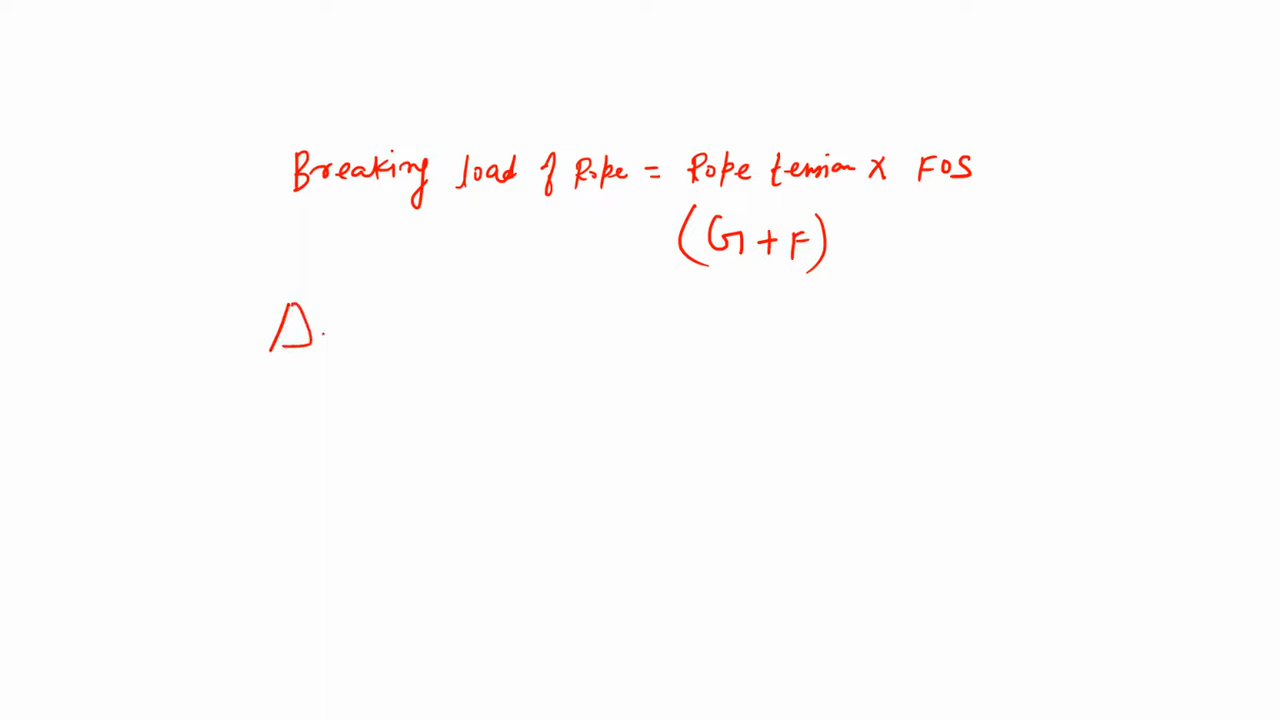 Breaking load of Rope = Rope tension x FOS
(G + F)